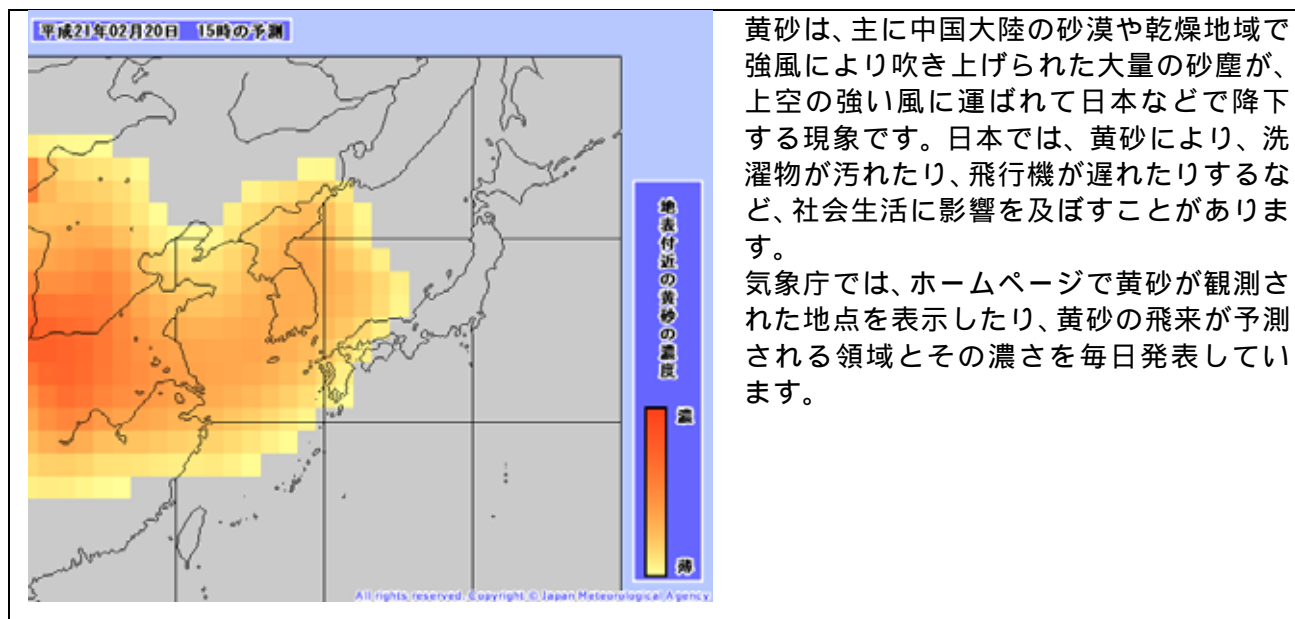 平成21年02月20日 15時の予測
黄砂は、主に中国大陸の砂漠や乾燥地域で
強風により吹き上げられた大量の砂塵が、
上空の強い風に運ばれて日本などで降下
する現象です。日本では、黄砂により、洗
濯物が汚れたり、飛行機が遅れたりするな
ど、社会生活に影響を及ぼすことがありま
す。
気象庁では、ホームページで黄砂が観測さ
れた地点を表示したり、黄砂の飛来が予測
される領域とその濃さを毎日発表してい
ます。
地表付近の黄砂の濃度
濃
薄
All rights reserved. Copyright © Japan Meteorological Agency